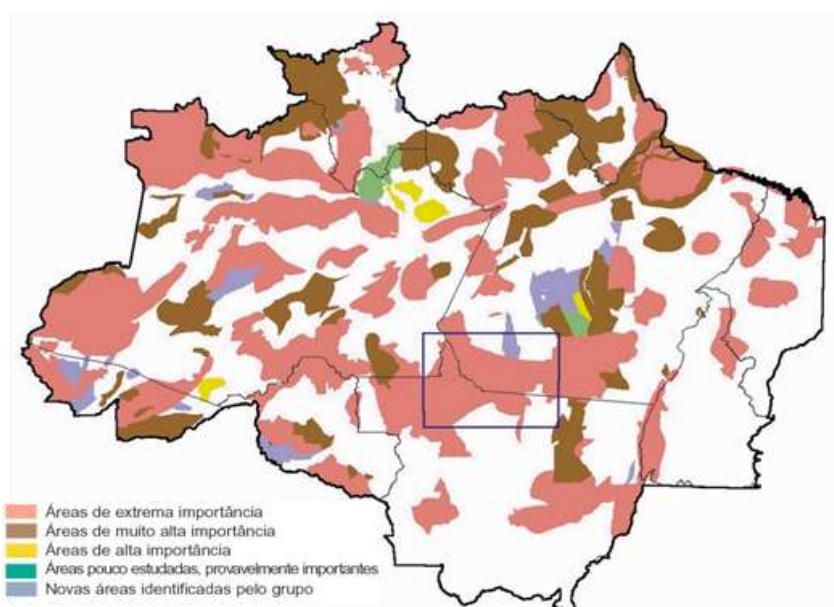 Áreas de extrema importância
Áreas de muito alta importância
Áreas de alta importância
Áreas pouco estudadas, provavelmente importantes
Novas áreas identificadas pelo grupo